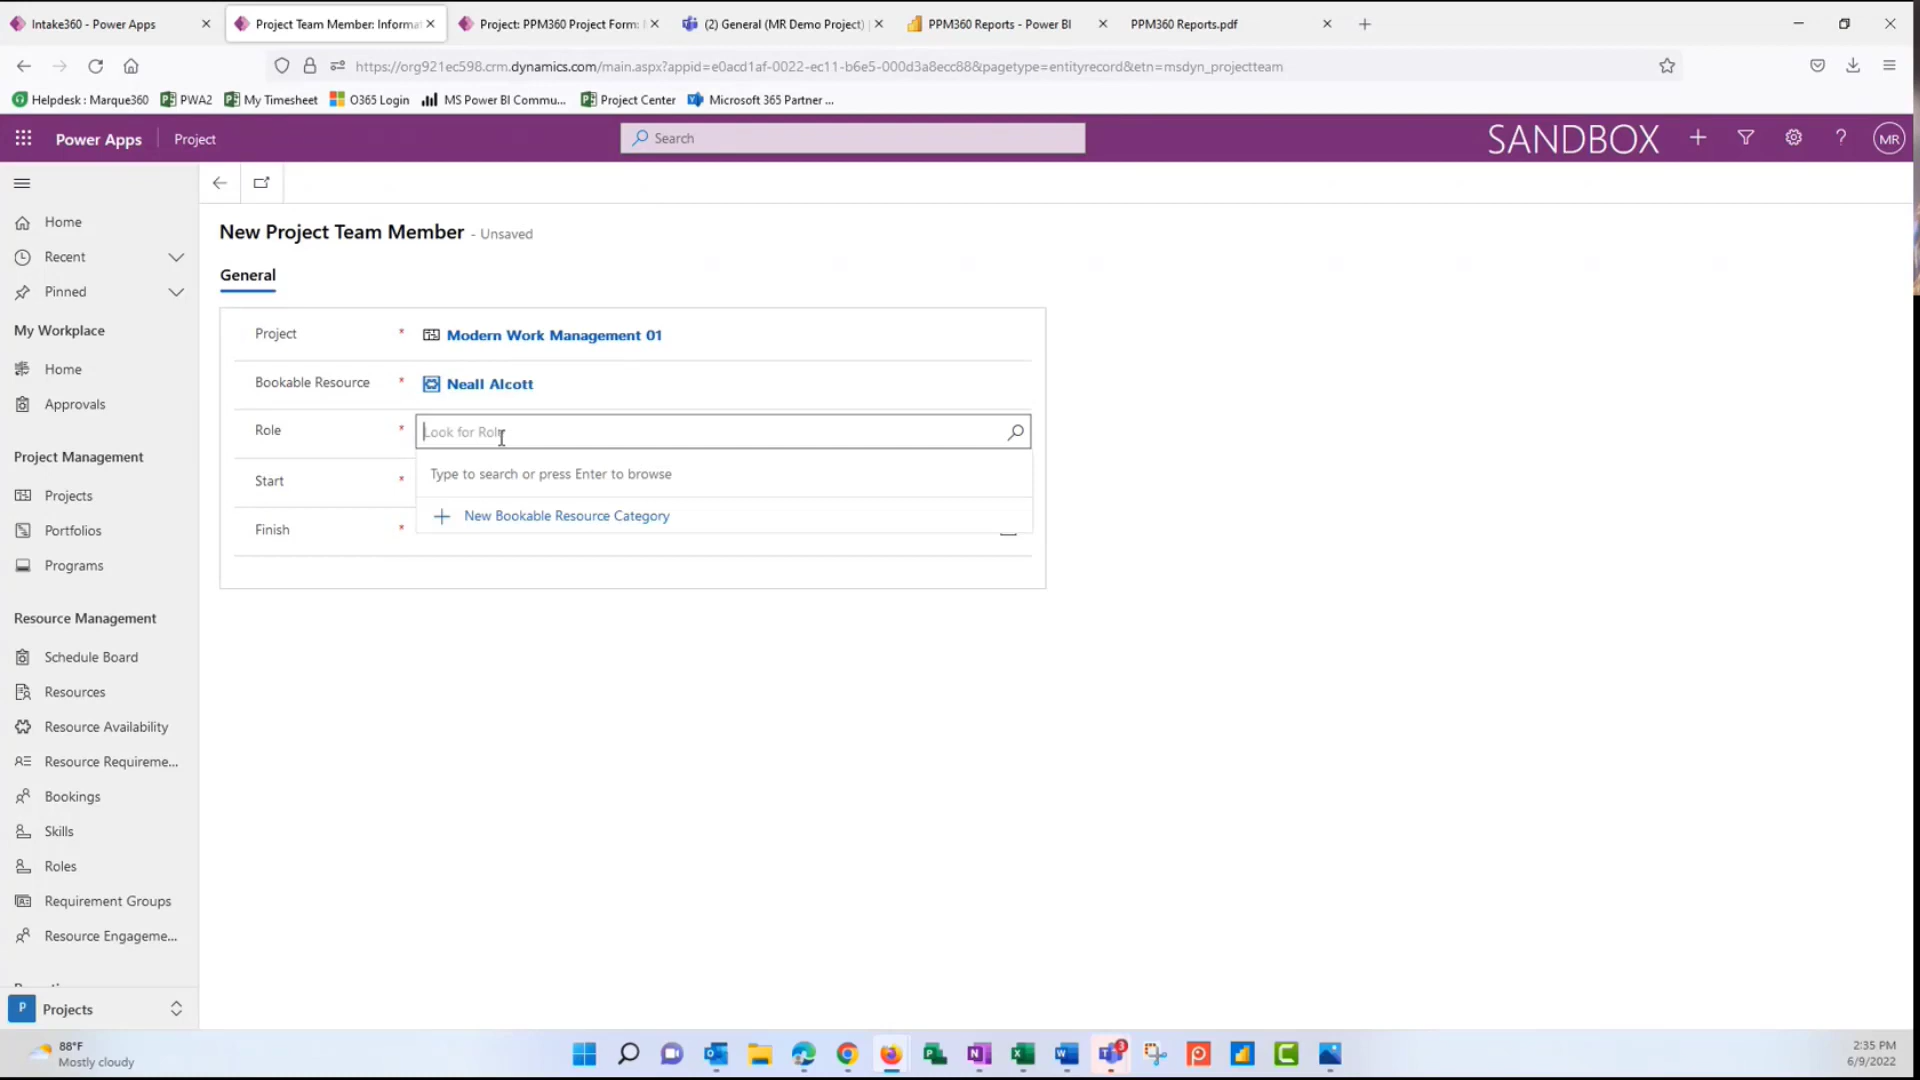 Intake360 - Power Apps
Project Team Member: Informat
Project: PPM360 Project Form:
(2) General (MR Demo Project) |
PPM360 Reports - Power BI
PPM360 Reports.pdf
https://org921ec598.crm.dynamics.com/main.aspx?appid=e0acd1af-0022-ec11-b6e5-000d3a8ecc88&pagetype=entityrecord&etn=msdyn_projectteam
Helpdesk : Marque360
PWA2
My Timesheet
O365 Login
MS Power BI Commu...
Project Center
Microsoft 365 Partner ...
Power Apps
Project
Search
SANDBOX
MR
Home
Recent
Pinned
My Workplace
Home
Approvals
Project Management
Projects
Portfolios
Programs
Resource Management
Schedule Board
Resources
Resource Availability
Resource Requireme...
Bookings
Skills
Roles
Requirement Groups
Resource Engageme...
P
Projects
New Project Team Member - Unsaved
General
Project *
Modern Work Management 01
Bookable Resource *
Neall Alcott
Role *
Look for Role
Type to search or press Enter to browse
New Bookable Resource Category
Start *
Finish *
88°F
Mostly cloudy
3
2:35 PM
6/9/2022